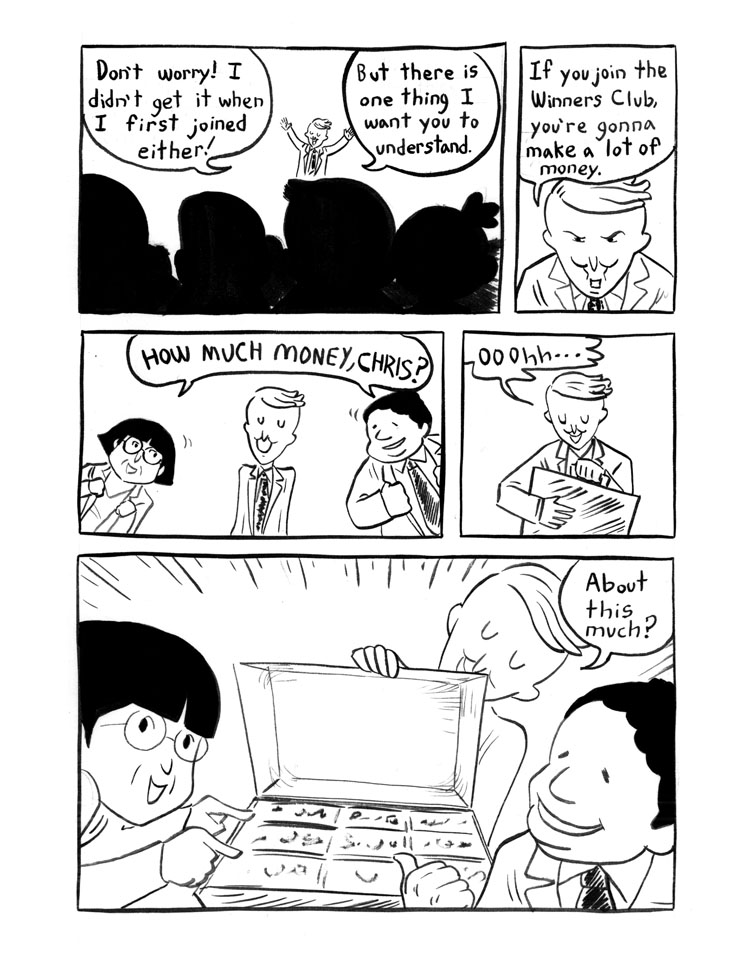 Don't worry! I
didn't get it when
I first joined
either!
But there is
one thing I
want you to
understand.
If you join the
Winners Club,
you're gonna
make a lot of
money.
HOW MUCH MONEY, CHRIS?
OOOhh...
About
this
much?